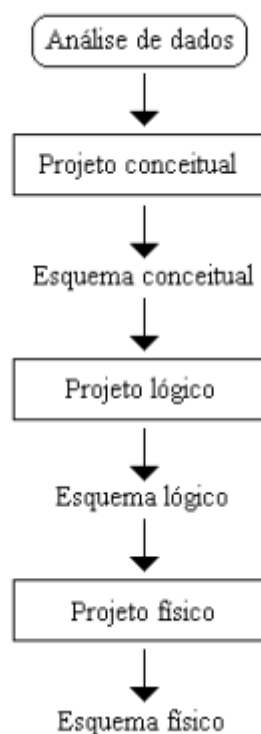 Análise de dados
Projeto conceitual
Esquema conceitual
Projeto lógico
Esquema lógico
Projeto físico
Esquema físico